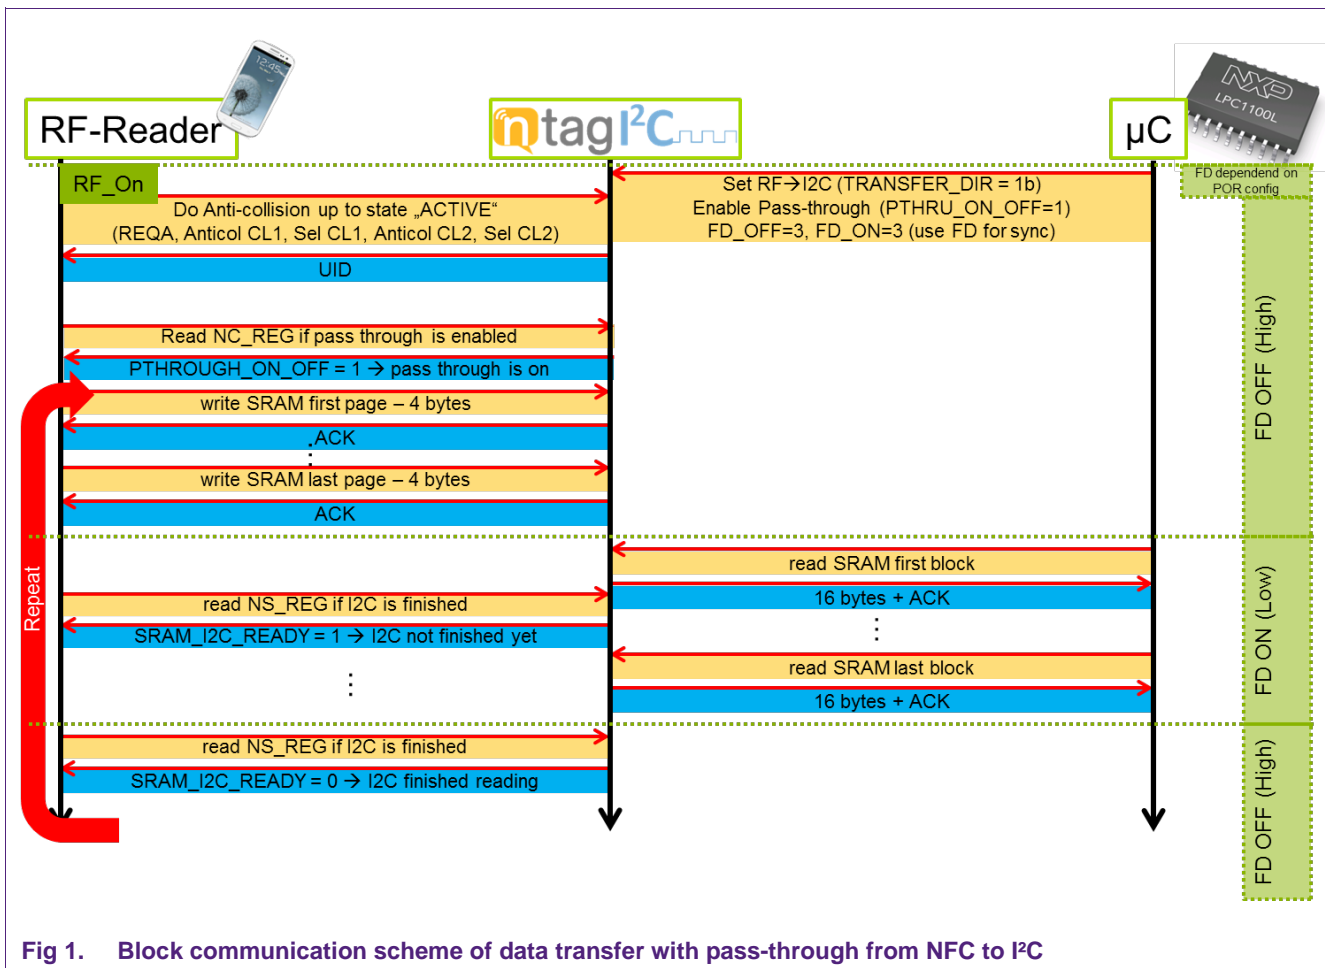 12:45
NXP
LPC1100L
RF-Reader
ntagI²C
µC
RF_On
Set RF→I2C (TRANSFER_DIR = 1b)
Enable Pass-through (PTHRU_ON_OFF=1)
FD_OFF=3, FD_ON=3 (use FD for sync)
FD dependend on
POR config
Do Anti-collision up to state „ACTIVE“
(REQA, Anticol CL1, Sel CL1, Anticol CL2, Sel CL2)
UID
Read NC_REG if pass through is enabled
PTHROUGH_ON_OFF = 1 → pass through is on
write SRAM first page – 4 bytes
ACK
⋮
write SRAM last page – 4 bytes
ACK
FD OFF (High)
read SRAM first block
16 bytes + ACK
read NS_REG if I2C is finished
SRAM_I2C_READY = 1 → I2C not finished yet
⋮
read SRAM last block
⋮
16 bytes + ACK
FD ON (Low)
Repeat
read NS_REG if I2C is finished
SRAM_I2C_READY = 0 → I2C finished reading
FD OFF (High)
Fig 1. Block communication scheme of data transfer with pass-through from NFC to I²C